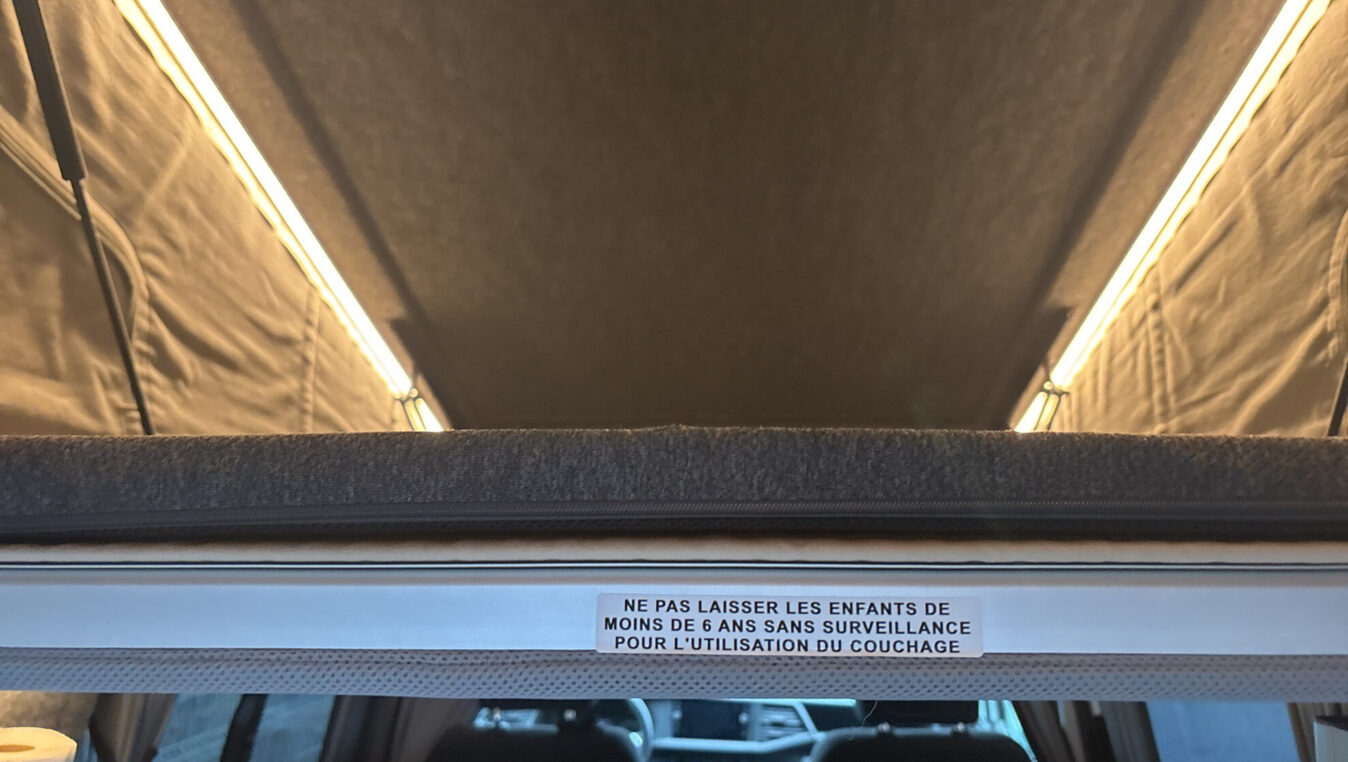 NE PAS LAISSER LES ENFANTS DE
MOINS DE 6 ANS SANS SURVEILLANCE
POUR L'UTILISATION DU COUCHAGE